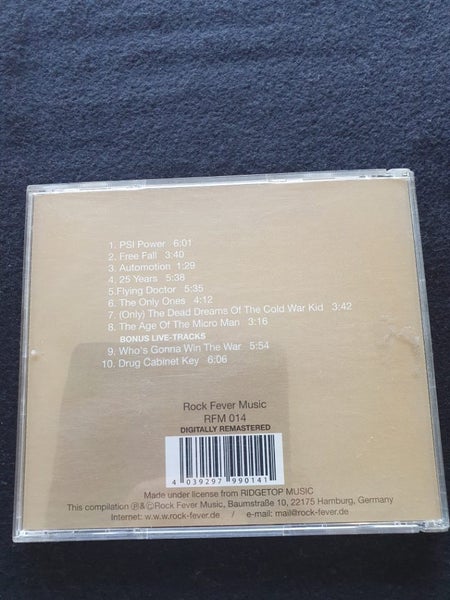 1. PSI Power 6:01
2. Free Fall 3:40
3. Automotion 1:29
4. 25 Years 5:38
5.Flying Doctor 5:35
6. The Only Ones 4:12
7. (Only) The Dead Dreams Of The Cold War Kid 3:42
8. The Age Of The Micro Man 3:16
BONUS LIVE-TRACKS
9. Who's Gonna Win The War 5:54
10. Drug Cabinet Key 6:06
Rock Fever Music
RFM 014
DIGITALLY REMASTERED
4 039297 990141
Made under license from RIDGETOP MUSIC
This compilation ℗&©Rock Fever Music, Baumstraße 10, 22175 Hamburg, Germany
Internet: w.w.rock-fever.de / e-mail: mail@rock-fever.de